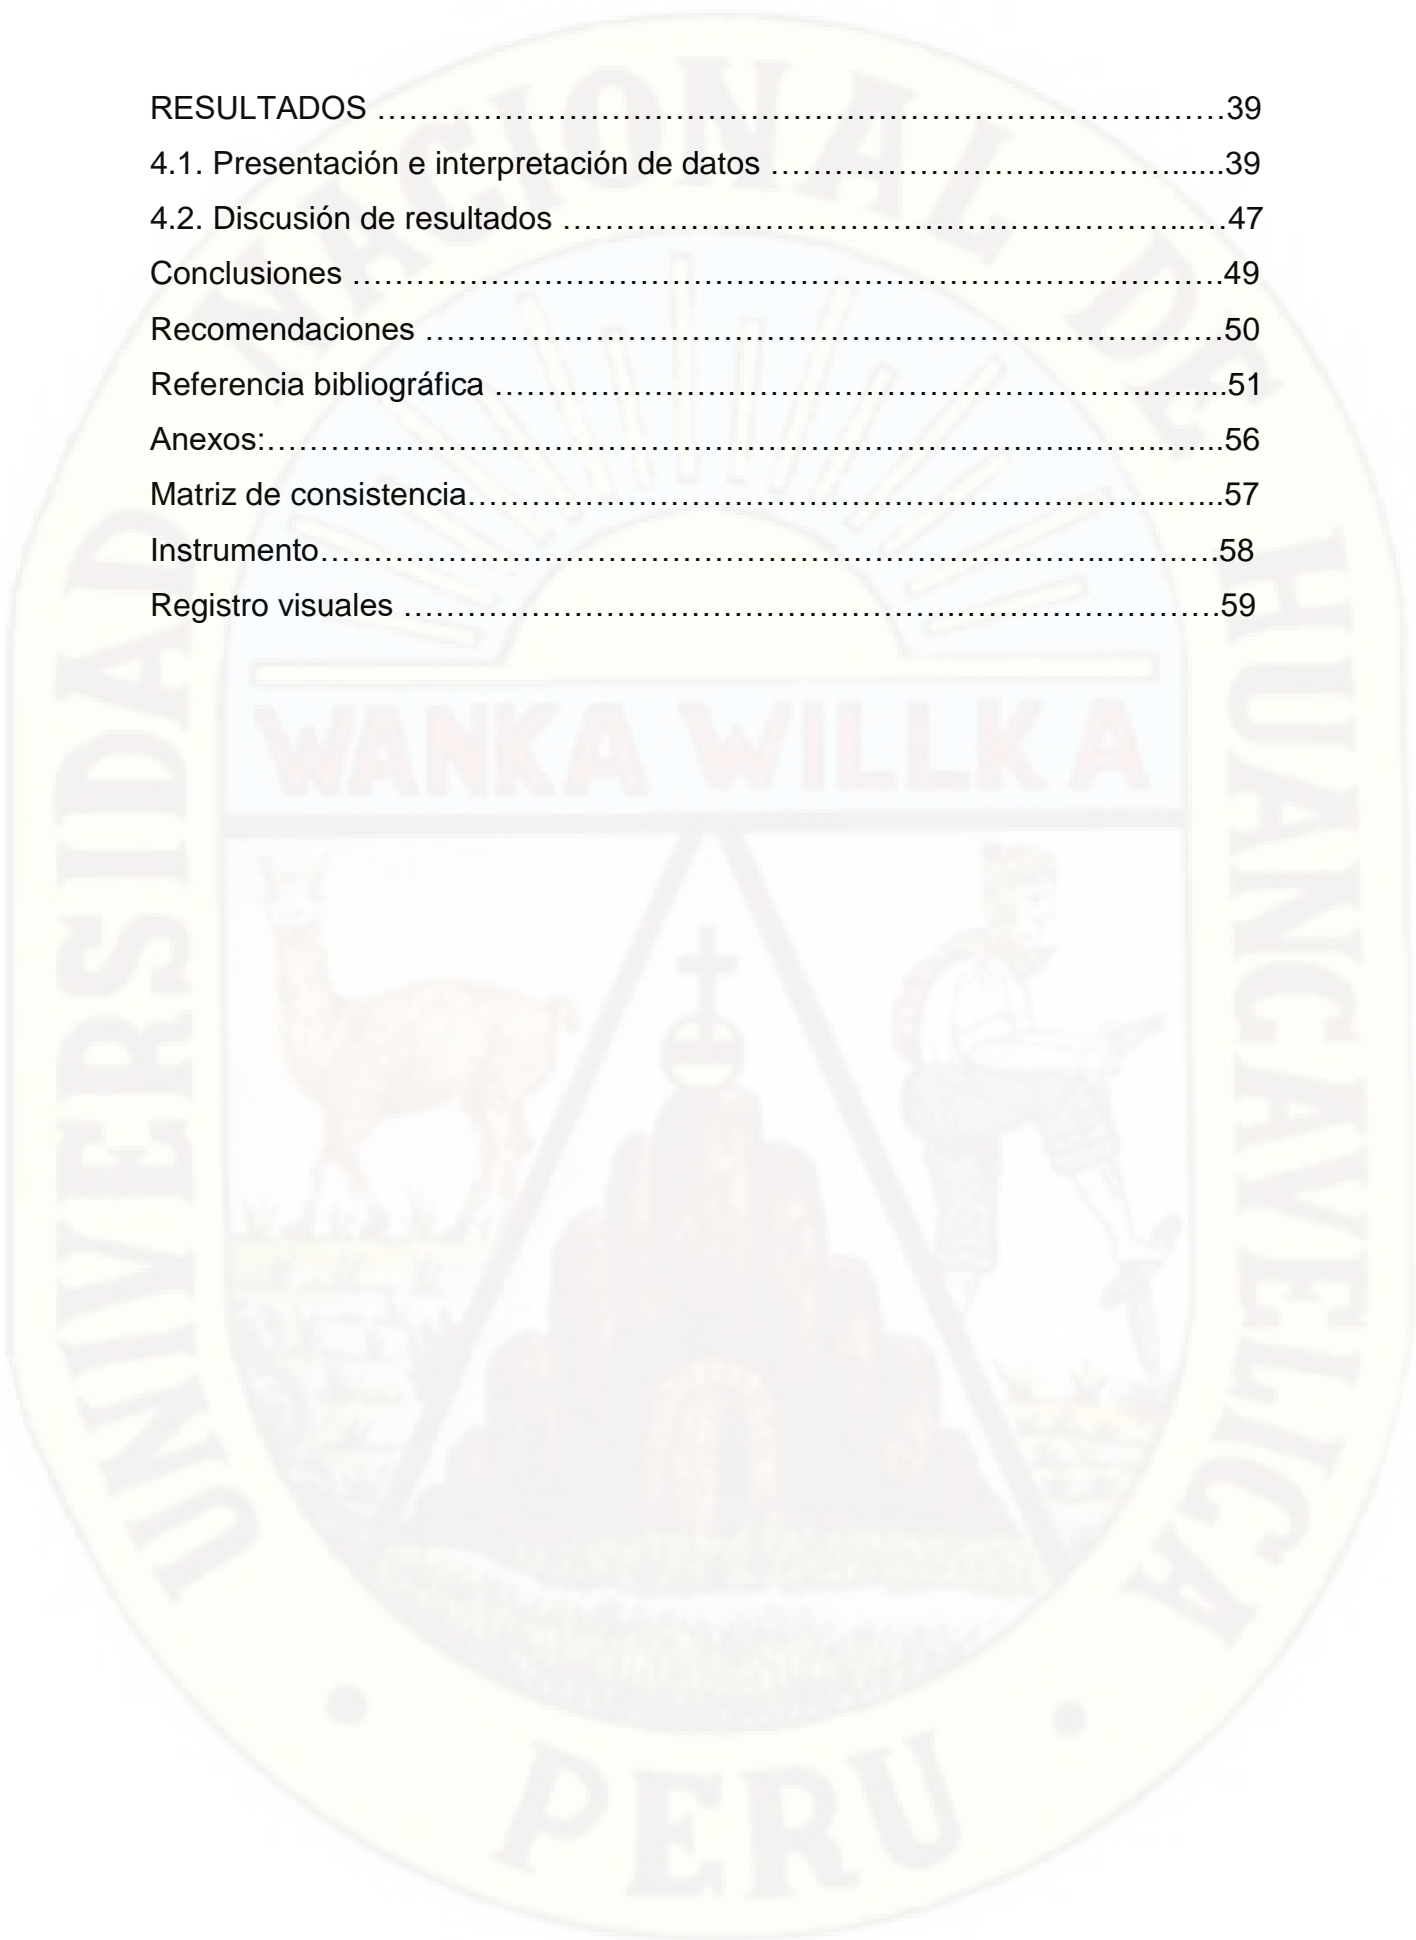 RESULTADOS ……………………………………………………….……….……39
4.1. Presentación e interpretación de datos ………………………..……….....39
4.2. Discusión de resultados …………………………………………………...…47
Conclusiones ……………………………………………………………………….49
Recomendaciones …………………………………………………………………50
Referencia bibliográfica …………………………………………………..…....51
Anexos:……………………………………………………………….……..…...56
Matriz de consistencia…………………………………………………...…...57
Instrumento…………………………………………………………..…….….58
Registro visuales …………………………………………………………….59
UNIVERSIDAD NACIONAL DE HUANCAVELICA
WANKA WILLKA
• PERU •